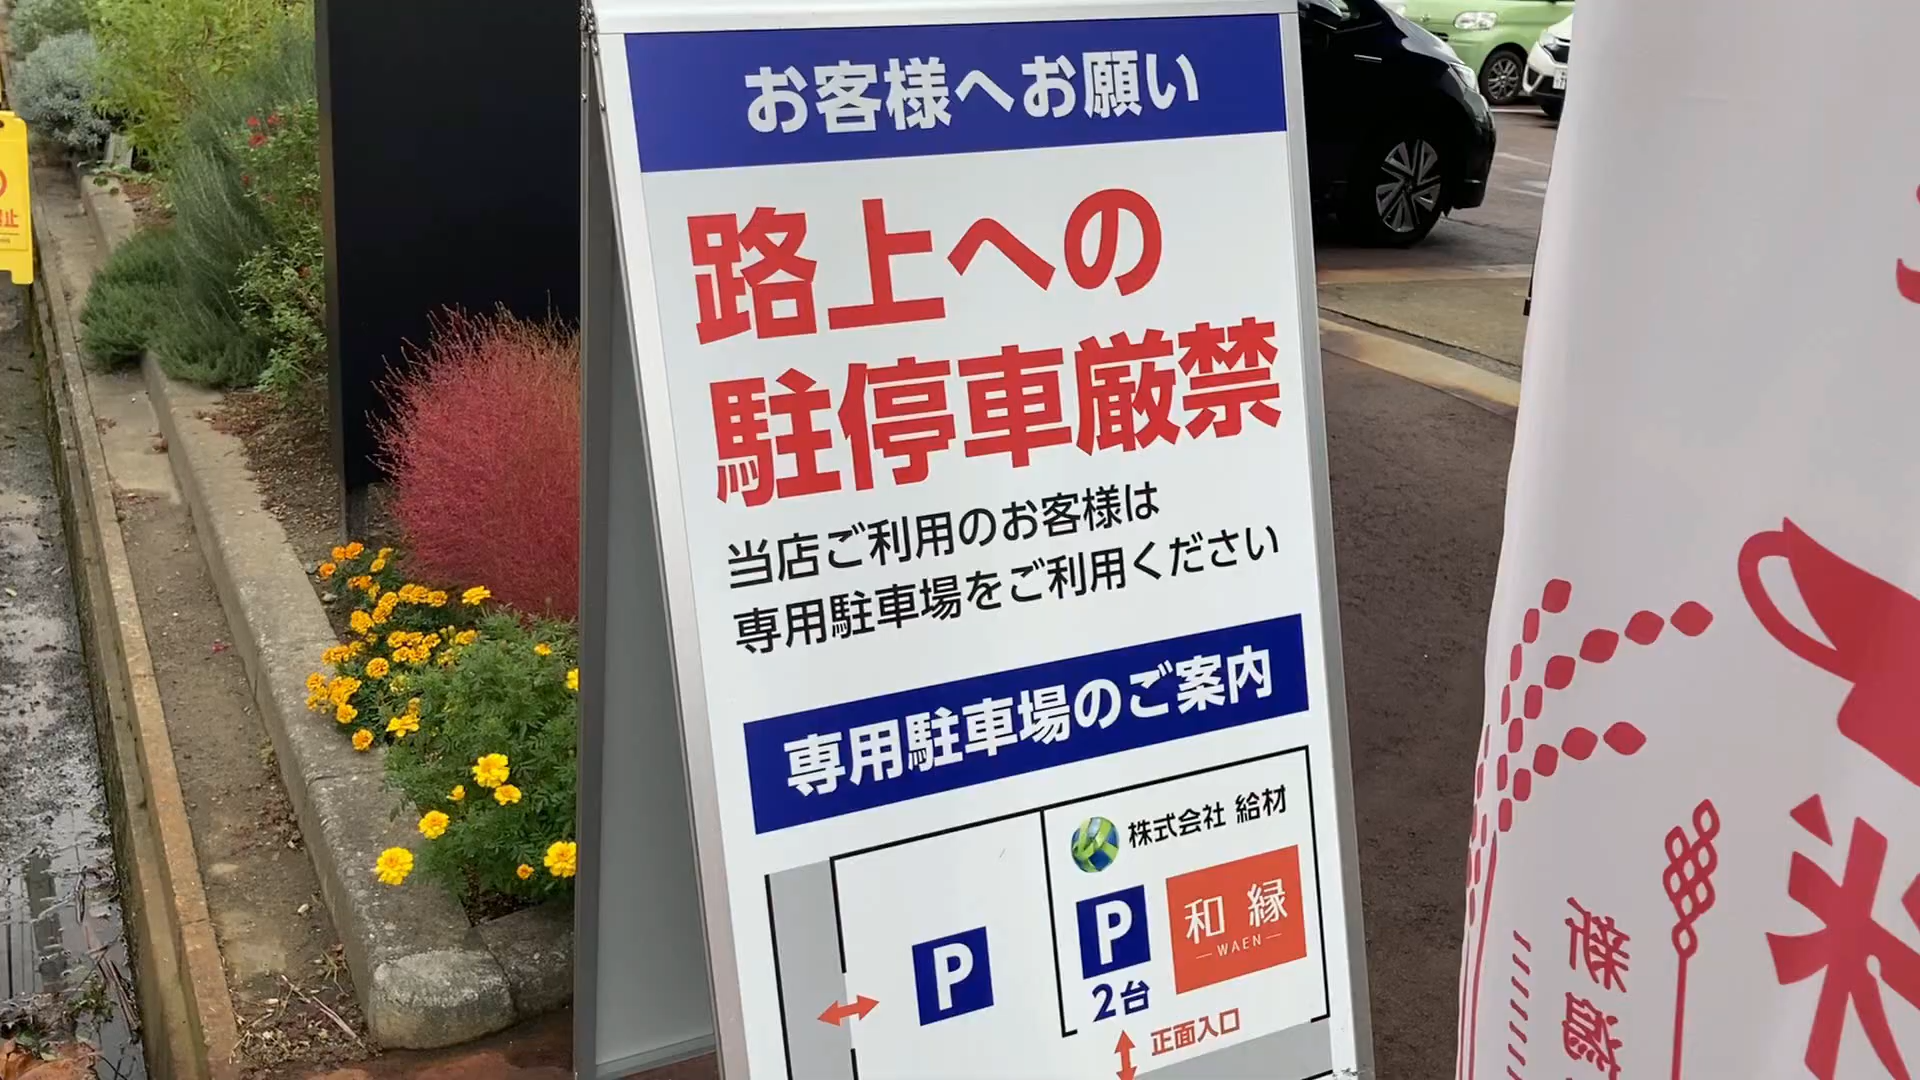 お客様へお願い
路上への
駐停車厳禁
当店ご利用のお客様は
専用駐車場をご利用ください
専用駐車場のご案内
株式会社 給材
P
P
2台
和縁
WAEN
正面入口
止
米